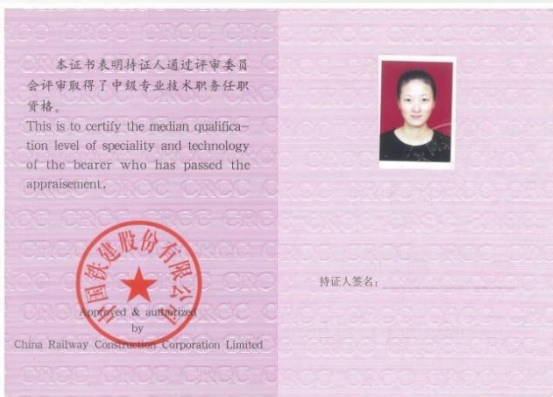 本证书表明持证人通过评审委员
会评审取得了中级专业技术职务任职
资格。
This is to certify the median qualifica-
tion level of speciality and technology
of the bearer who has passed the
appraisement.
中国铁建股份有限公司
Approved & authorized
by
China Railway Construction Corporation Limited
持证人签名: